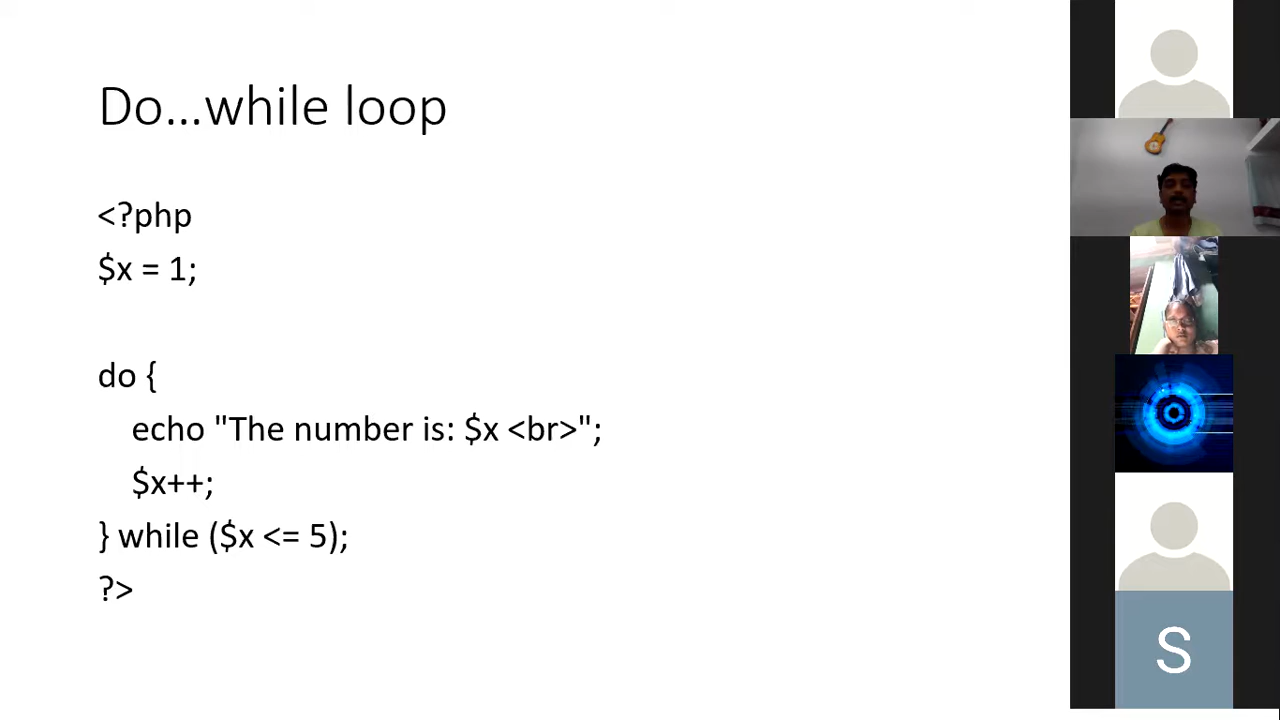 Do...while loop
<?php
$x = 1;
do {
echo "The number is: $x <br>";
$x++;
} while ($x <= 5);
?>
S